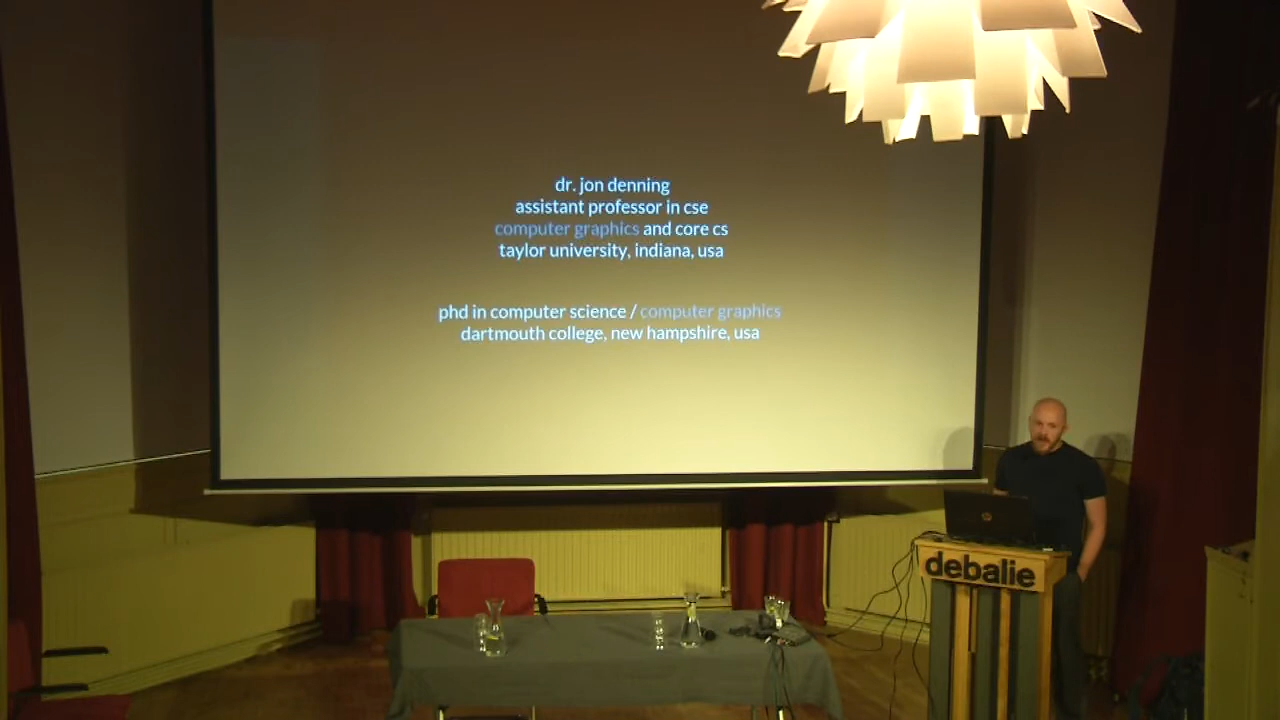 dr. jon denning
assistant professor in cse
computer graphics and core cs
taylor university, indiana, usa
phd in computer science / computer graphics
dartmouth college, new hampshire, usa
debalie